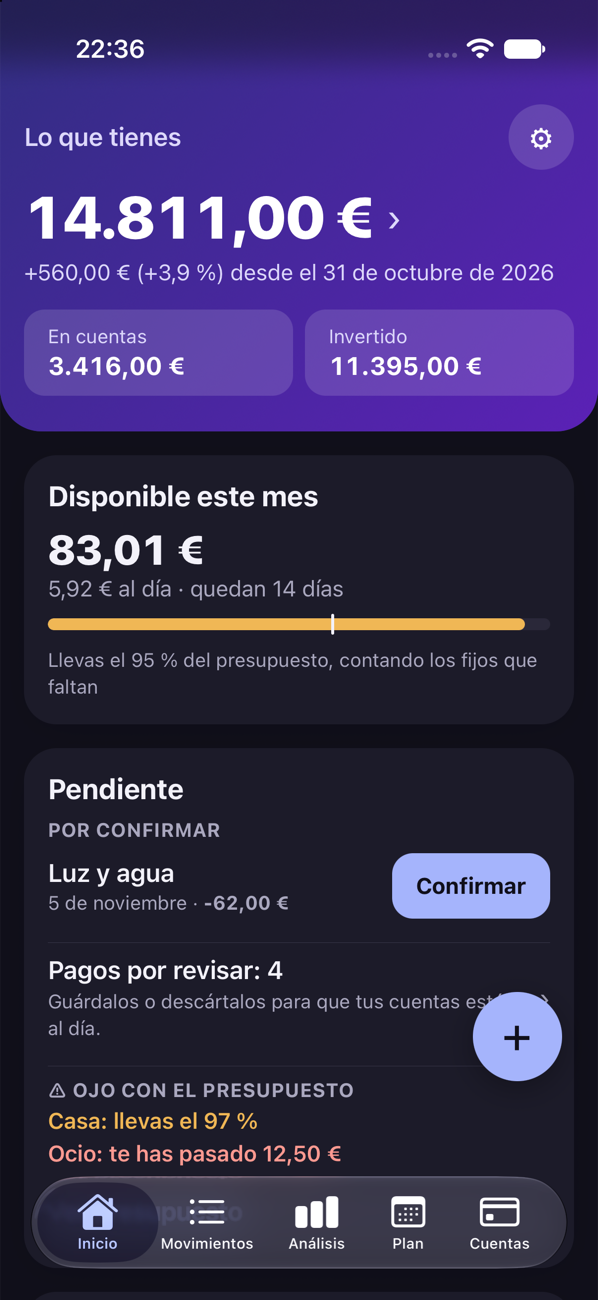 22:36
Lo que tienes
14.811,00 € ›
+560,00 € (+3,9 %) desde el 31 de octubre de 2026
En cuentas
3.416,00 €
Invertido
11.395,00 €
Disponible este mes
83,01 €
5,92 € al día · quedan 14 días
Llevas el 95 % del presupuesto, contando los fijos que
faltan
Pendiente
POR CONFIRMAR
Luz y agua
5 de noviembre · -62,00 €
Confirmar
Pagos por revisar: 4
Guárdalos o descártalos para que tus cuentas
al día.
+
⚠ OJO CON EL PRESUPUESTO
Casa: llevas el 97 %
Ocio: te has pasado 12,50 €
Inicio
Movimientos
Análisis
Plan
Cuentas